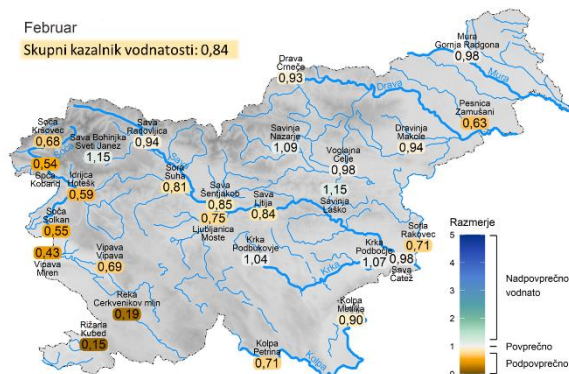 Februar
Skupni kazalnik vodnatosti: 0,84
Mura
Gornja Radgona
0,98
Mura
Drava
Črneče
0,93
Drava
Pesnica
Zamušani
0,63
Soča
Kršovec
0,68
Sava Bohinjka
Sveti Janez
1,15
Sava
Radovljica
0,94
Savinja
Nazarje
1,09
Dravinja
Makole
0,94
Voglajna
Celje
0,98
0,54
Soča
Kobarid
Idrijca
Hotešk
0,59
Sora
Suha
0,81
Sava
Šentjakob
0,85
0,75
Ljubljanica
Moste
Sava
Litija
0,84
1,15
Savinja
Laško
Soča
Solkan
0,55
0,43
Vipava
Miren
Vipava
Vipava
0,69
Krka
Podbukovje
1,04
Krka
Krka
Podbočje
1,07
0,98
Sava
Čatež
Sotla
Rakovec
0,71
Reka
Cerkvenikov mlin
0,19
Rižana
Kubed
0,15
Kolpa
Metlika
0,90
Kolpa
Petrina
0,71
Kolpa
Razmerje
5
4
3
2
1
0
Nadpovprečno
vodnato
Povprečno
Podpovprečno